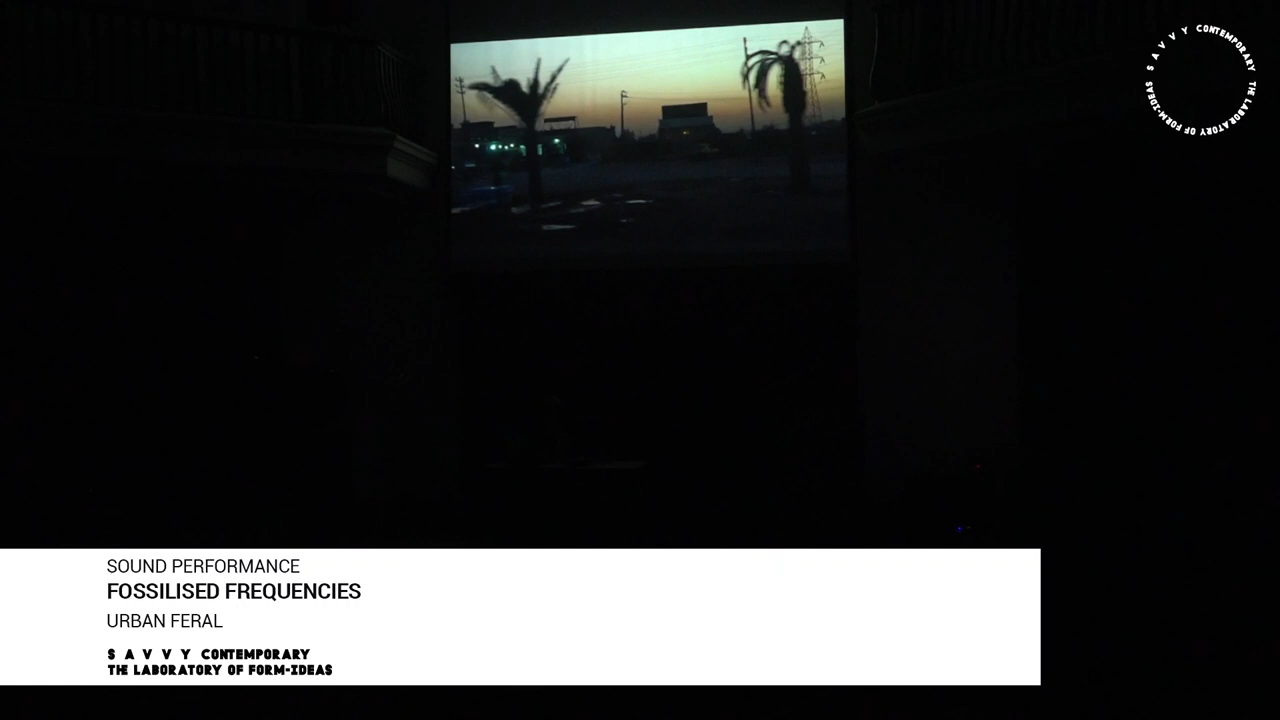 S A V V Y CONTEMPORARY THE LABORATORY OF FORM-IDEAS
SOUND PERFORMANCE
FOSSILISED FREQUENCIES
URBAN FERAL
S A V V Y CONTEMPORARY
THE LABORATORY OF FORM-IDEAS